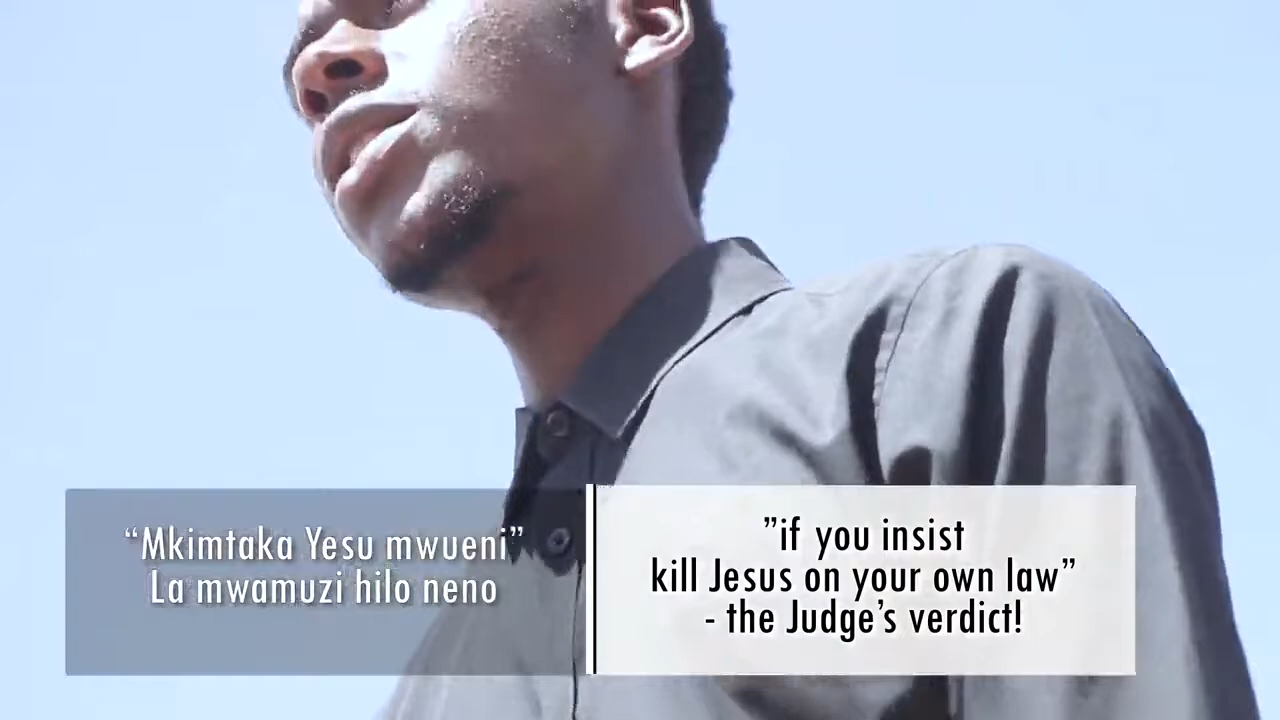 “Mkimtaka Yesu mwueni”
La mwamuzi hilo neno
”if you insist
kill Jesus on your own law”
- the Judge’s verdict!